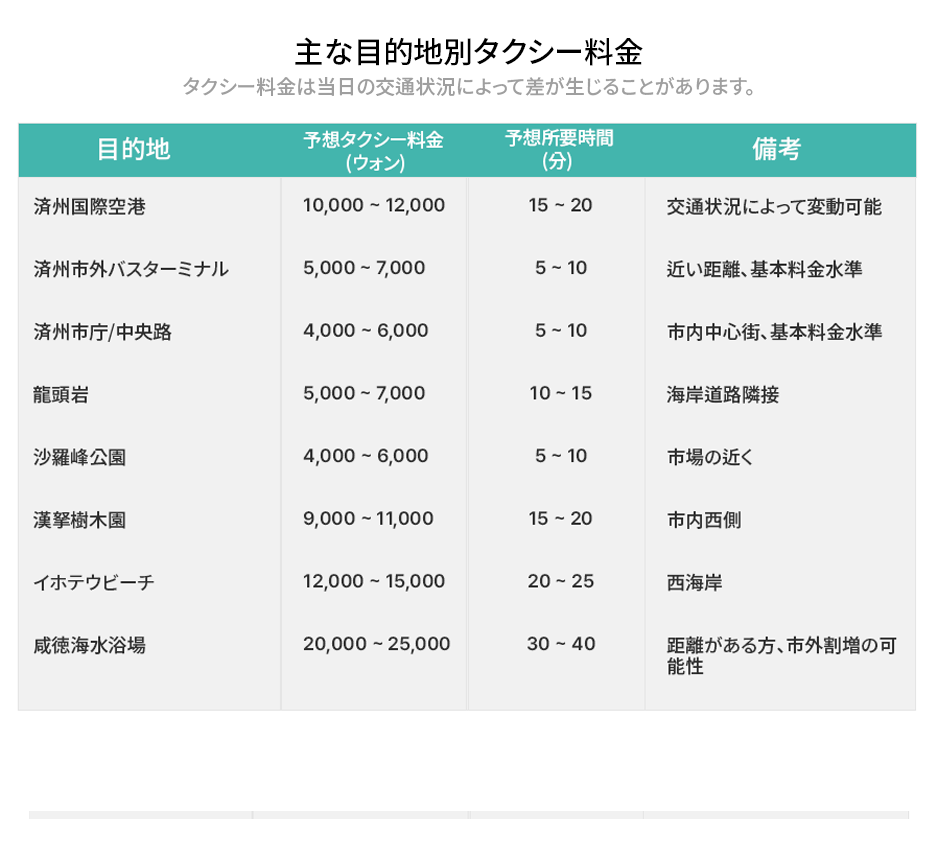 主な目的地別タクシー料金
タクシー料金は当日の交通状況によって差が生じることがあります。
目的地 予想タクシー料金 (ウォン) 予想所要時間 (分) 備考
済州国際空港 10,000 ~ 12,000 15 ~ 20 交通状況によって変動可能
済州市外バスターミナル 5,000 ~ 7,000 5 ~ 10 近い距離、基本料金水準
済州市庁/中央路 4,000 ~ 6,000 5 ~ 10 市内中心街、基本料金水準
龍頭岩 5,000 ~ 7,000 10 ~ 15 海岸道路隣接
沙羅峰公園 4,000 ~ 6,000 5 ~ 10 市場の近く
漢拏樹木園 9,000 ~ 11,000 15 ~ 20 市内西側
イホテウビーチ 12,000 ~ 15,000 20 ~ 25 西海岸
咸徳海水浴場 20,000 ~ 25,000 30 ~ 40 距離がある方、市外割増の可
能性